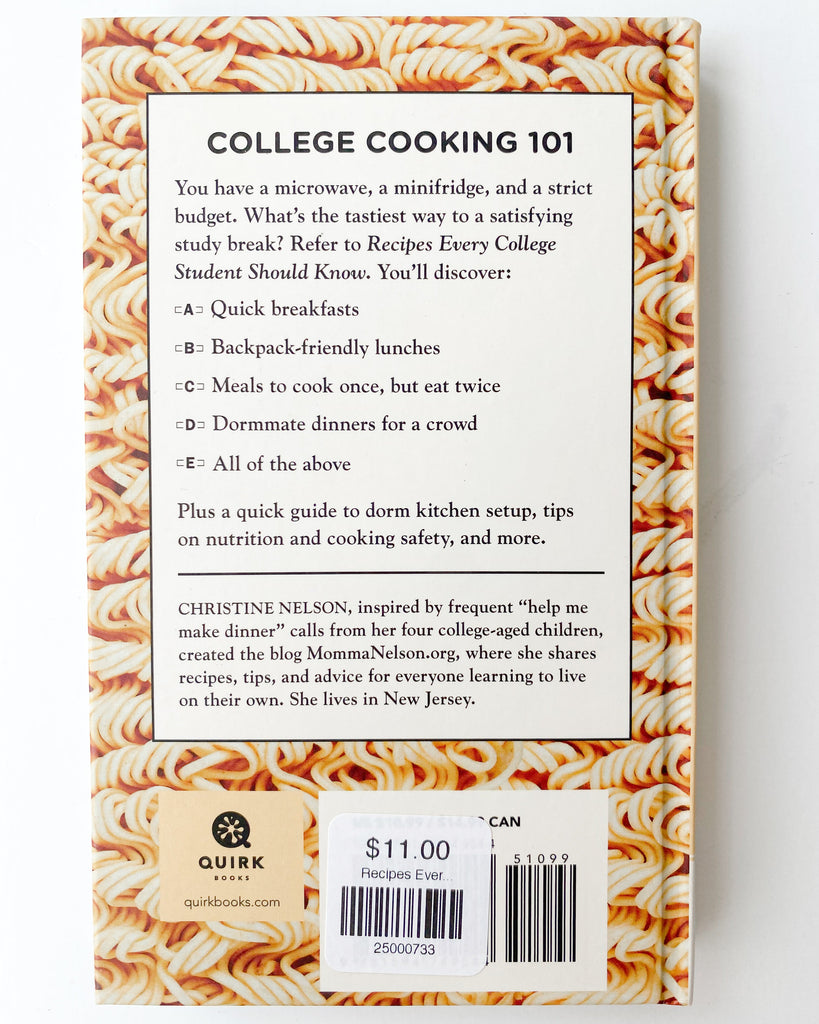 COLLEGE COOKING 101
You have a microwave, a minifridge, and a strict
budget. What's the tastiest way to a satisfying
study break? Refer to Recipes Every College
Student Should Know. You'll discover:
A Quick breakfasts
B Backpack-friendly lunches
C Meals to cook once, but eat twice
D Dormmate dinners for a crowd
E All of the above
Plus a quick guide to dorm kitchen setup, tips
on nutrition and cooking safety, and more.
CHRISTINE NELSON, inspired by frequent “help me
make dinner” calls from her four college-aged children,
created the blog MommaNelson.org, where she shares
recipes, tips, and advice for everyone learning to live
on their own. She lives in New Jersey.
QUIRK
BOOKS
quirkbooks.com
CAN
51099
$11.00
Recipes Ever...
25000733